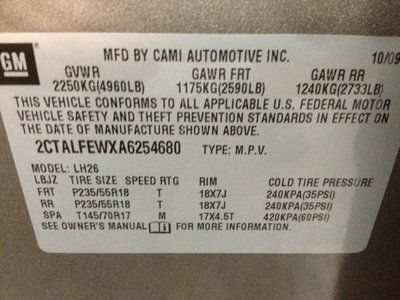 GM
MFD BY CAMI AUTOMOTIVE INC. 10/09
GVWR GAWR FRT GAWR RR
2250KG(4960LB) 1175KG(2590LB) 1240KG(2733LB)
THIS VEHICLE CONFORMS TO ALL APPLICABLE U.S. FEDERAL MOTOR
VEHICLE SAFETY AND THEFT PREVENTION STANDARDS IN EFFECT ON
THE DATE OF MANUFACTURE SHOWN ABOVE.
2CTALFEWXA6254680 TYPE: M.P.V.
MODEL: LH26
LBJZ TIRE SIZE SPEED RTG RIM COLD TIRE PRESSURE
FRT P235/55R18 T 18X7J 240KPA(35PSI)
RR P235/55R18 T 18X7J 240KPA(35PSI)
SPA T145/70R17 M 17X4.5T 420KPA(60PSI)
SEE OWNER'S MANUAL FOR MORE INFORMATION.